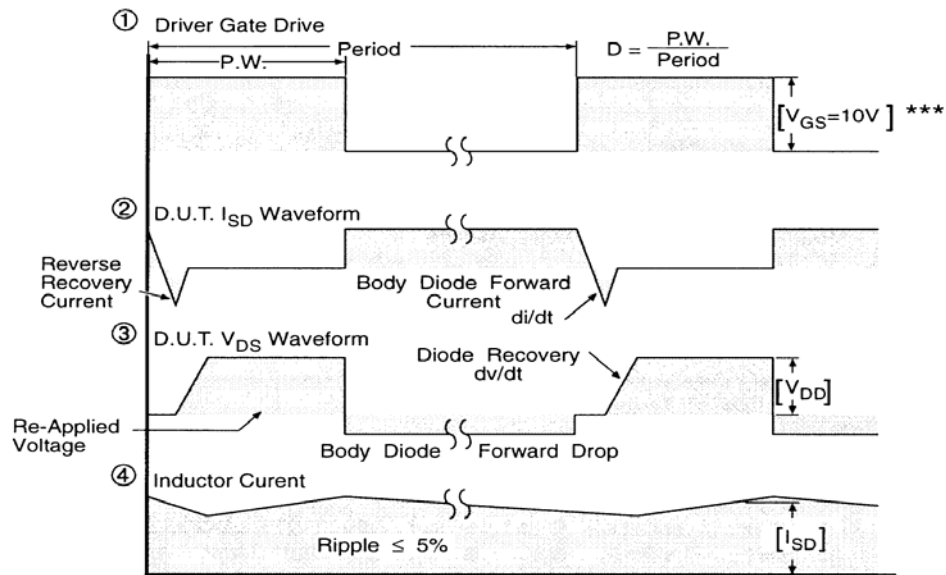 ① Driver Gate Drive
Period
P.W.
D = P.W. / Period
[VGS=10V] ***
② D.U.T. ISD Waveform
Reverse
Recovery
Current
Body Diode Forward
Current
di/dt
③ D.U.T. VDS Waveform
Diode Recovery
dv/dt
[VDD]
Re-Applied
Voltage
Body Diode Forward Drop
④ Inductor Curent
Ripple ≤ 5%
[ISD]